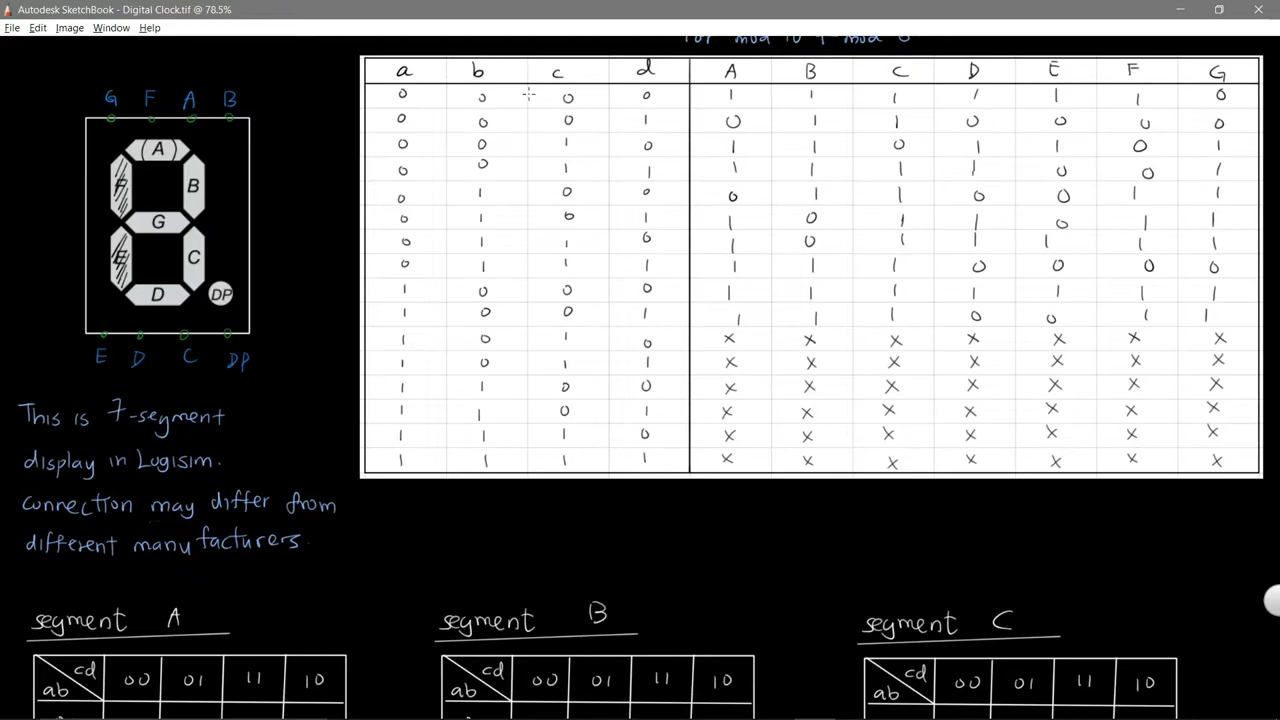 Autodesk SketchBook - Digital Clock.tif @ 78.5%
File Edit Image Window Help
a b c d A B C D E F G
0 0 0 0 1 1 1 1 1 1 0
0 0 0 1 0 1 1 0 0 0 0
0 0 1 0 1 1 0 1 1 0 1
0 0 1 1 1 1 1 1 0 0 1
0 1 0 0 0 1 1 0 0 1 1
0 1 0 1 1 0 1 1 0 1 1
0 1 1 0 1 0 1 1 1 1 1
0 1 1 1 1 1 1 0 0 0 0
1 0 0 0 1 1 1 1 1 1 1
1 0 0 1 1 1 1 0 0 1 1
1 0 1 0 x x x x x x x
1 0 1 1 x x x x x x x
1 1 0 0 x x x x x x x
1 1 0 1 x x x x x x x
1 1 1 0 x x x x x x x
1 1 1 1 x x x x x x x
G F A B
A
F B
G
E C
D DP
E D C DP
This is 7-segment
display in Logisim.
connection may differ from
different manufacturers.
segment A
cd
ab 00 01 11 10
segment B
cd
ab 00 01 11 10
segment C
cd
ab 00 01 11 10